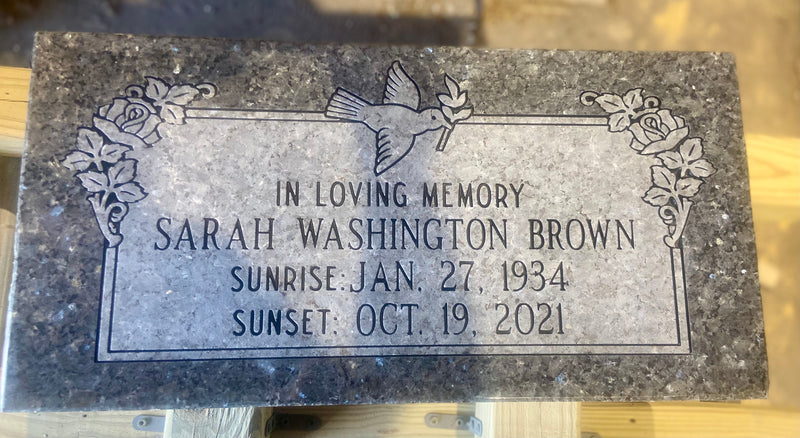 IN LOVING MEMORY
SARAH WASHINGTON BROWN
SUNRISE: JAN. 27, 1934
SUNSET: OCT. 19, 2021